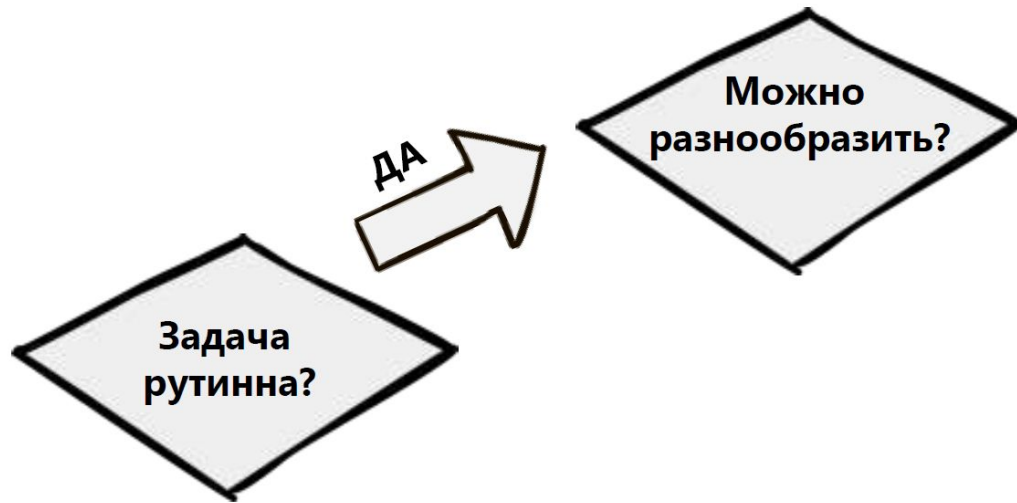 Можно
разнообразить?
ДА
Задача
рутинна?